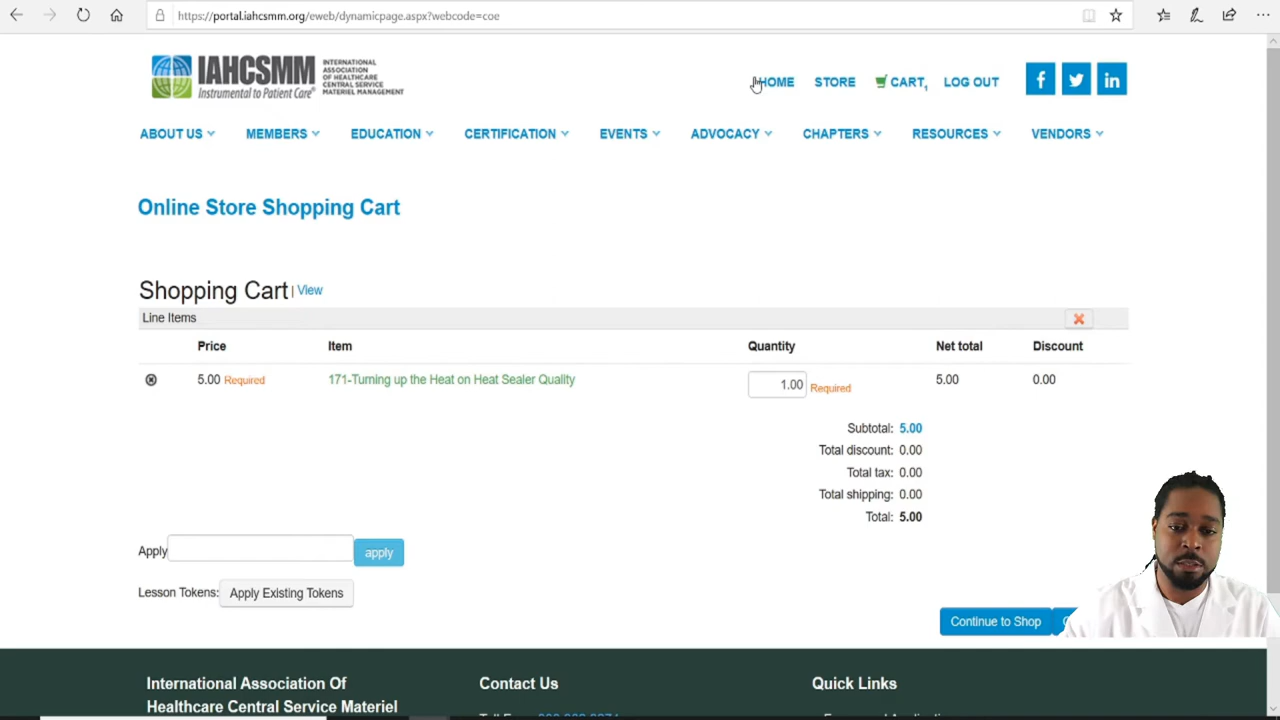 https://portal.iahcsmm.org/eweb/dynamicpage.aspx?webcode=coe
IAHCSMM
Instrumental to Patient Care®
INTERNATIONAL
ASSOCIATION
OF HEALTHCARE
CENTRAL SERVICE
MATERIEL MANAGEMENT
HOME STORE CART 1 LOG OUT
ABOUT US MEMBERS EDUCATION CERTIFICATION EVENTS ADVOCACY CHAPTERS RESOURCES VENDORS
Online Store Shopping Cart
Shopping Cart | View
Line Items
Price Item Quantity Net total Discount
5.00 Required 171-Turning up the Heat on Heat Sealer Quality 1.00 Required 5.00 0.00
Subtotal: 5.00
Total discount: 0.00
Total tax: 0.00
Total shipping: 0.00
Total: 5.00
Apply apply
Lesson Tokens: Apply Existing Tokens
Continue to Shop
International Association Of Contact Us Quick Links
Healthcare Central Service Materiel